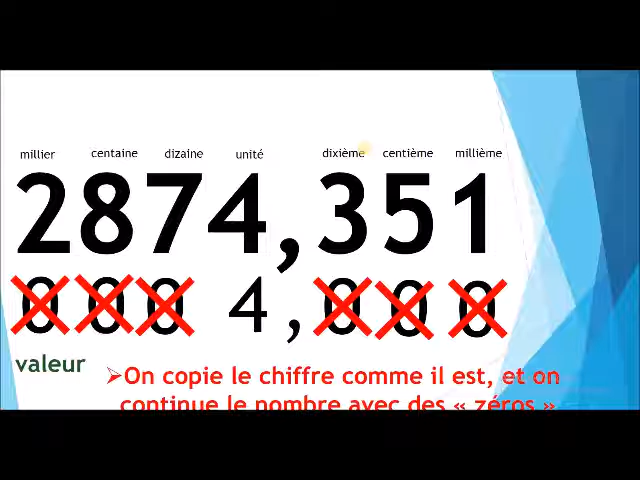 millier centaine dizaine unité dixième centième millième
2874,351
000 4,000
valeur
➢On copie le chiffre comme il est, et on
continue le nombre avec des « zéros »